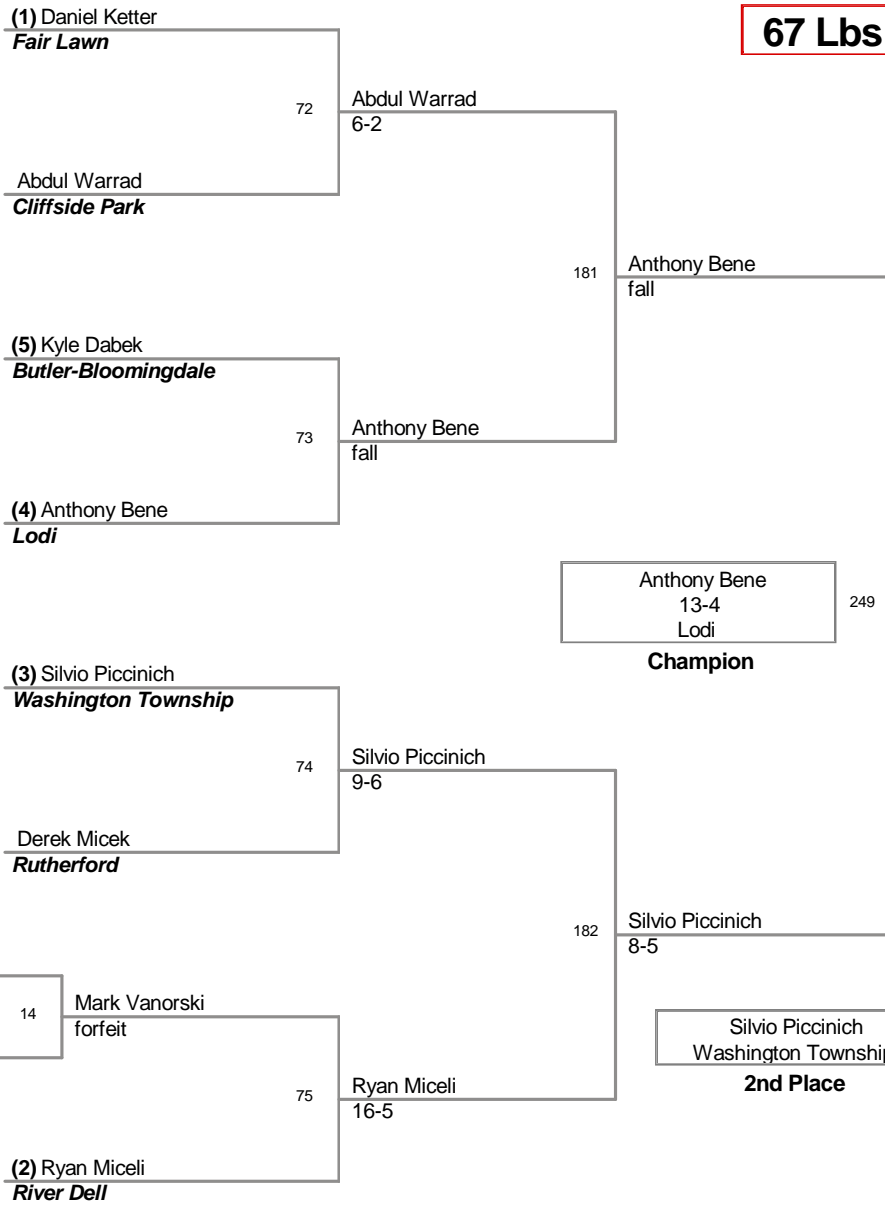 (1) Daniel Ketter
Fair Lawn
67 Lbs
72
Abdul Warrad
6-2
Abdul Warrad
Cliffside Park
181
Anthony Bene
fall
(5) Kyle Dabek
Butler-Bloomingdale
73
Anthony Bene
fall
(4) Anthony Bene
Lodi
Anthony Bene
13-4
Lodi
249
Champion
(3) Silvio Piccinich
Washington Township
74
Silvio Piccinich
9-6
Derek Micek
Rutherford
182
Silvio Piccinich
8-5
14
Mark Vanorski
forfeit
Silvio Piccinich
Washington Township
2nd Place
75
Ryan Miceli
16-5
(2) Ryan Miceli
River Dell